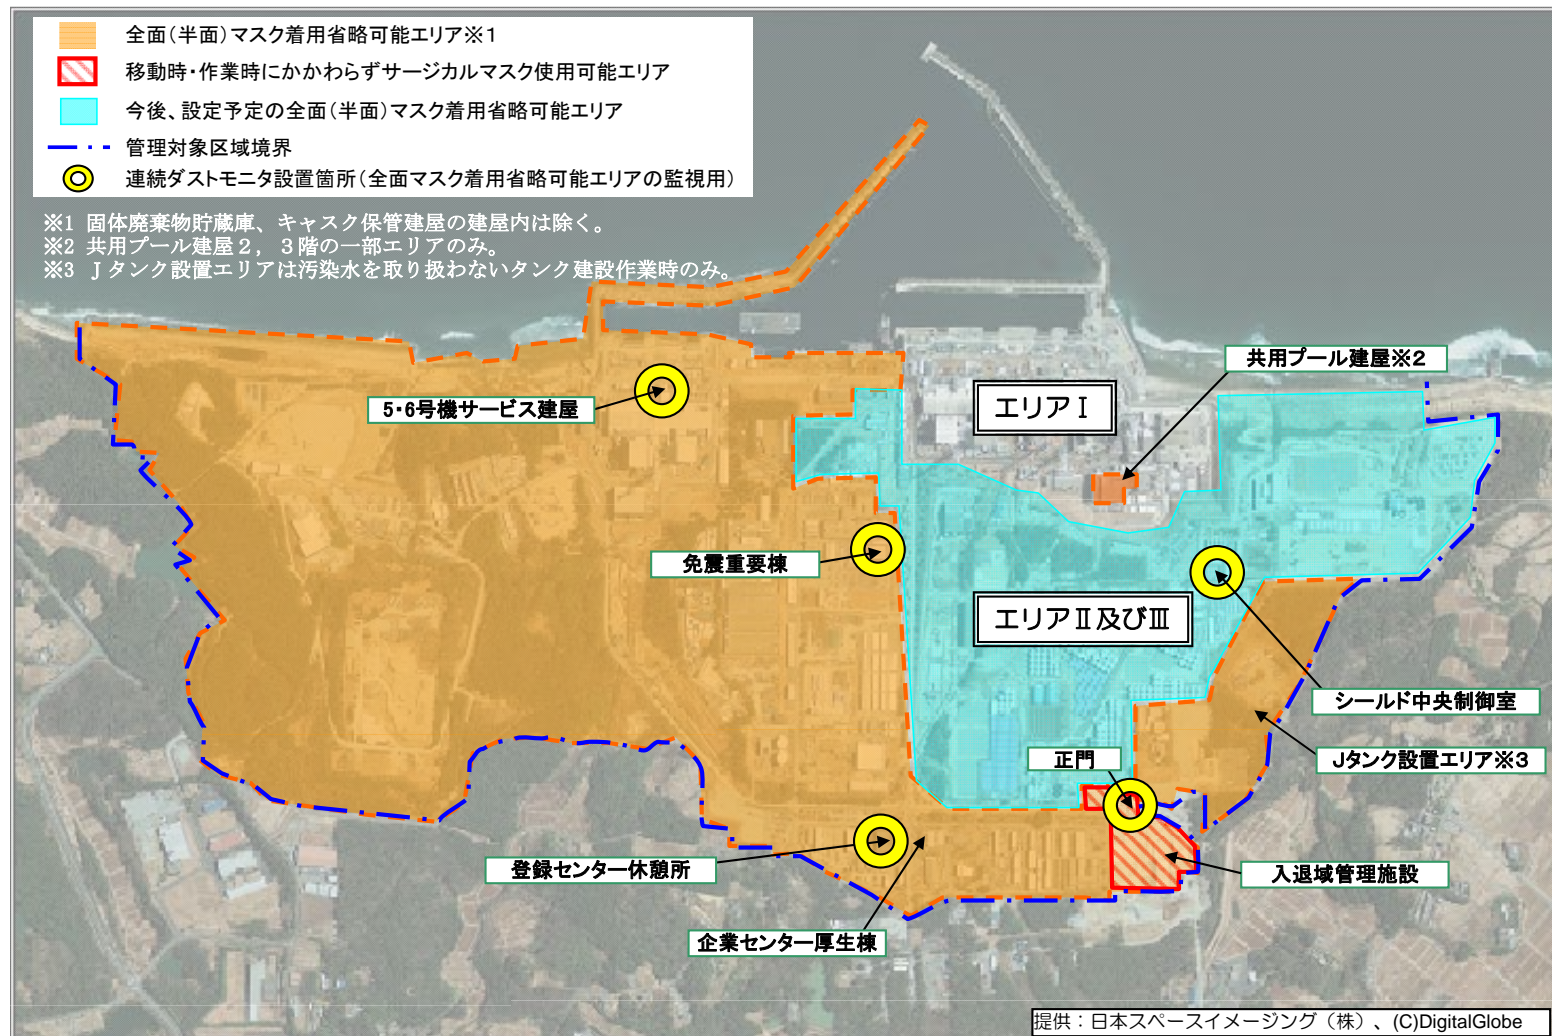 全面(半面)マスク着用省略可能エリア※1
移動時・作業時にかかわらずサージカルマスク使用可能エリア
今後、設定予定の全面(半面)マスク着用省略可能エリア
管理対象区域境界
連続ダストモニタ設置箇所(全面マスク着用省略可能エリアの監視用)
※1 固体廃棄物貯蔵庫、キャスク保管建屋の建屋内は除く。
※2 共用プール建屋2，3階の一部エリアのみ。
※3 Jタンク設置エリアは汚染水を取り扱わないタンク建設作業時のみ。
共用プール建屋※2
エリアⅠ
5・6号機サービス建屋
免震重要棟
エリアⅡ及びⅢ
シールド中央制御室
正門
Jタンク設置エリア※3
登録センター休憩所
入退域管理施設
企業センター厚生棟
提供：日本スペースイメージング（株）、(C)DigitalGlobe